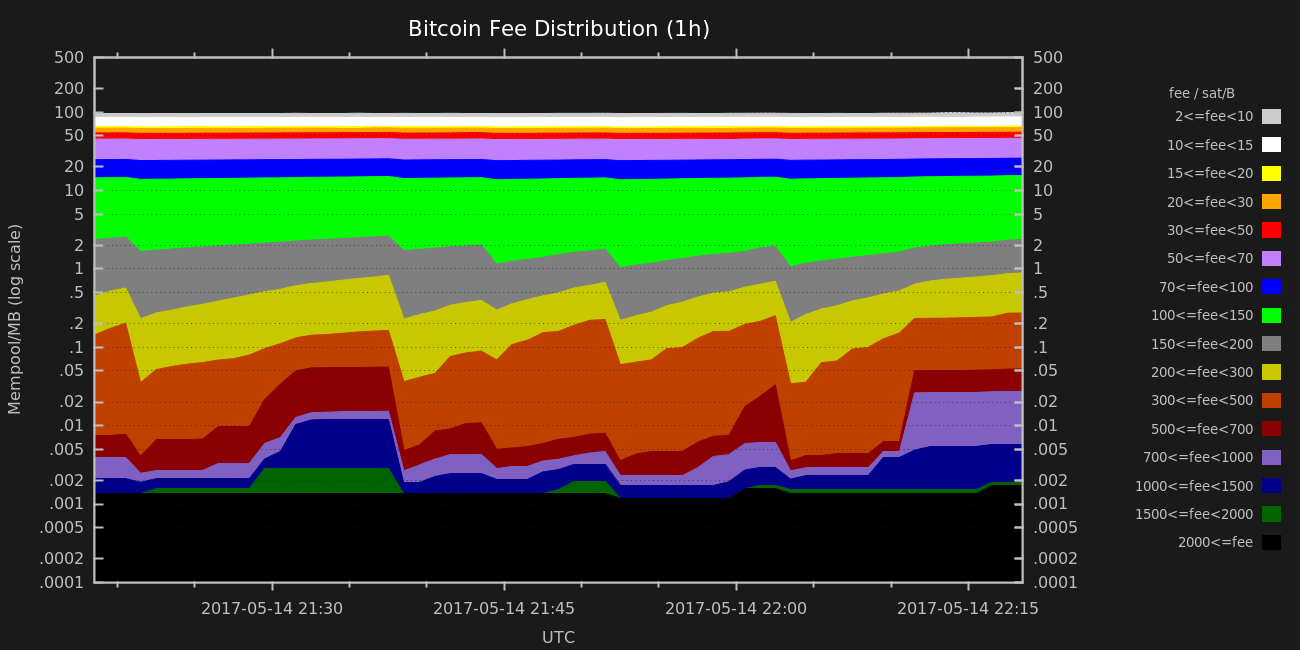 Bitcoin Fee Distribution (1h)
Mempool/MB (log scale)
500
200
100
50
20
10
5
2
1
.5
.2
.1
.05
.02
.01
.005
.002
.001
.0005
.0002
.0001
500
200
100
50
20
10
5
2
1
.5
.2
.1
.05
.02
.01
.005
.002
.001
.0005
.0002
.0001
fee / sat/B
2<=fee<10
10<=fee<15
15<=fee<20
20<=fee<30
30<=fee<50
50<=fee<70
70<=fee<100
100<=fee<150
150<=fee<200
200<=fee<300
300<=fee<500
500<=fee<700
700<=fee<1000
1000<=fee<1500
1500<=fee<2000
2000<=fee
2017-05-14 21:30
2017-05-14 21:45
2017-05-14 22:00
2017-05-14 22:15
UTC